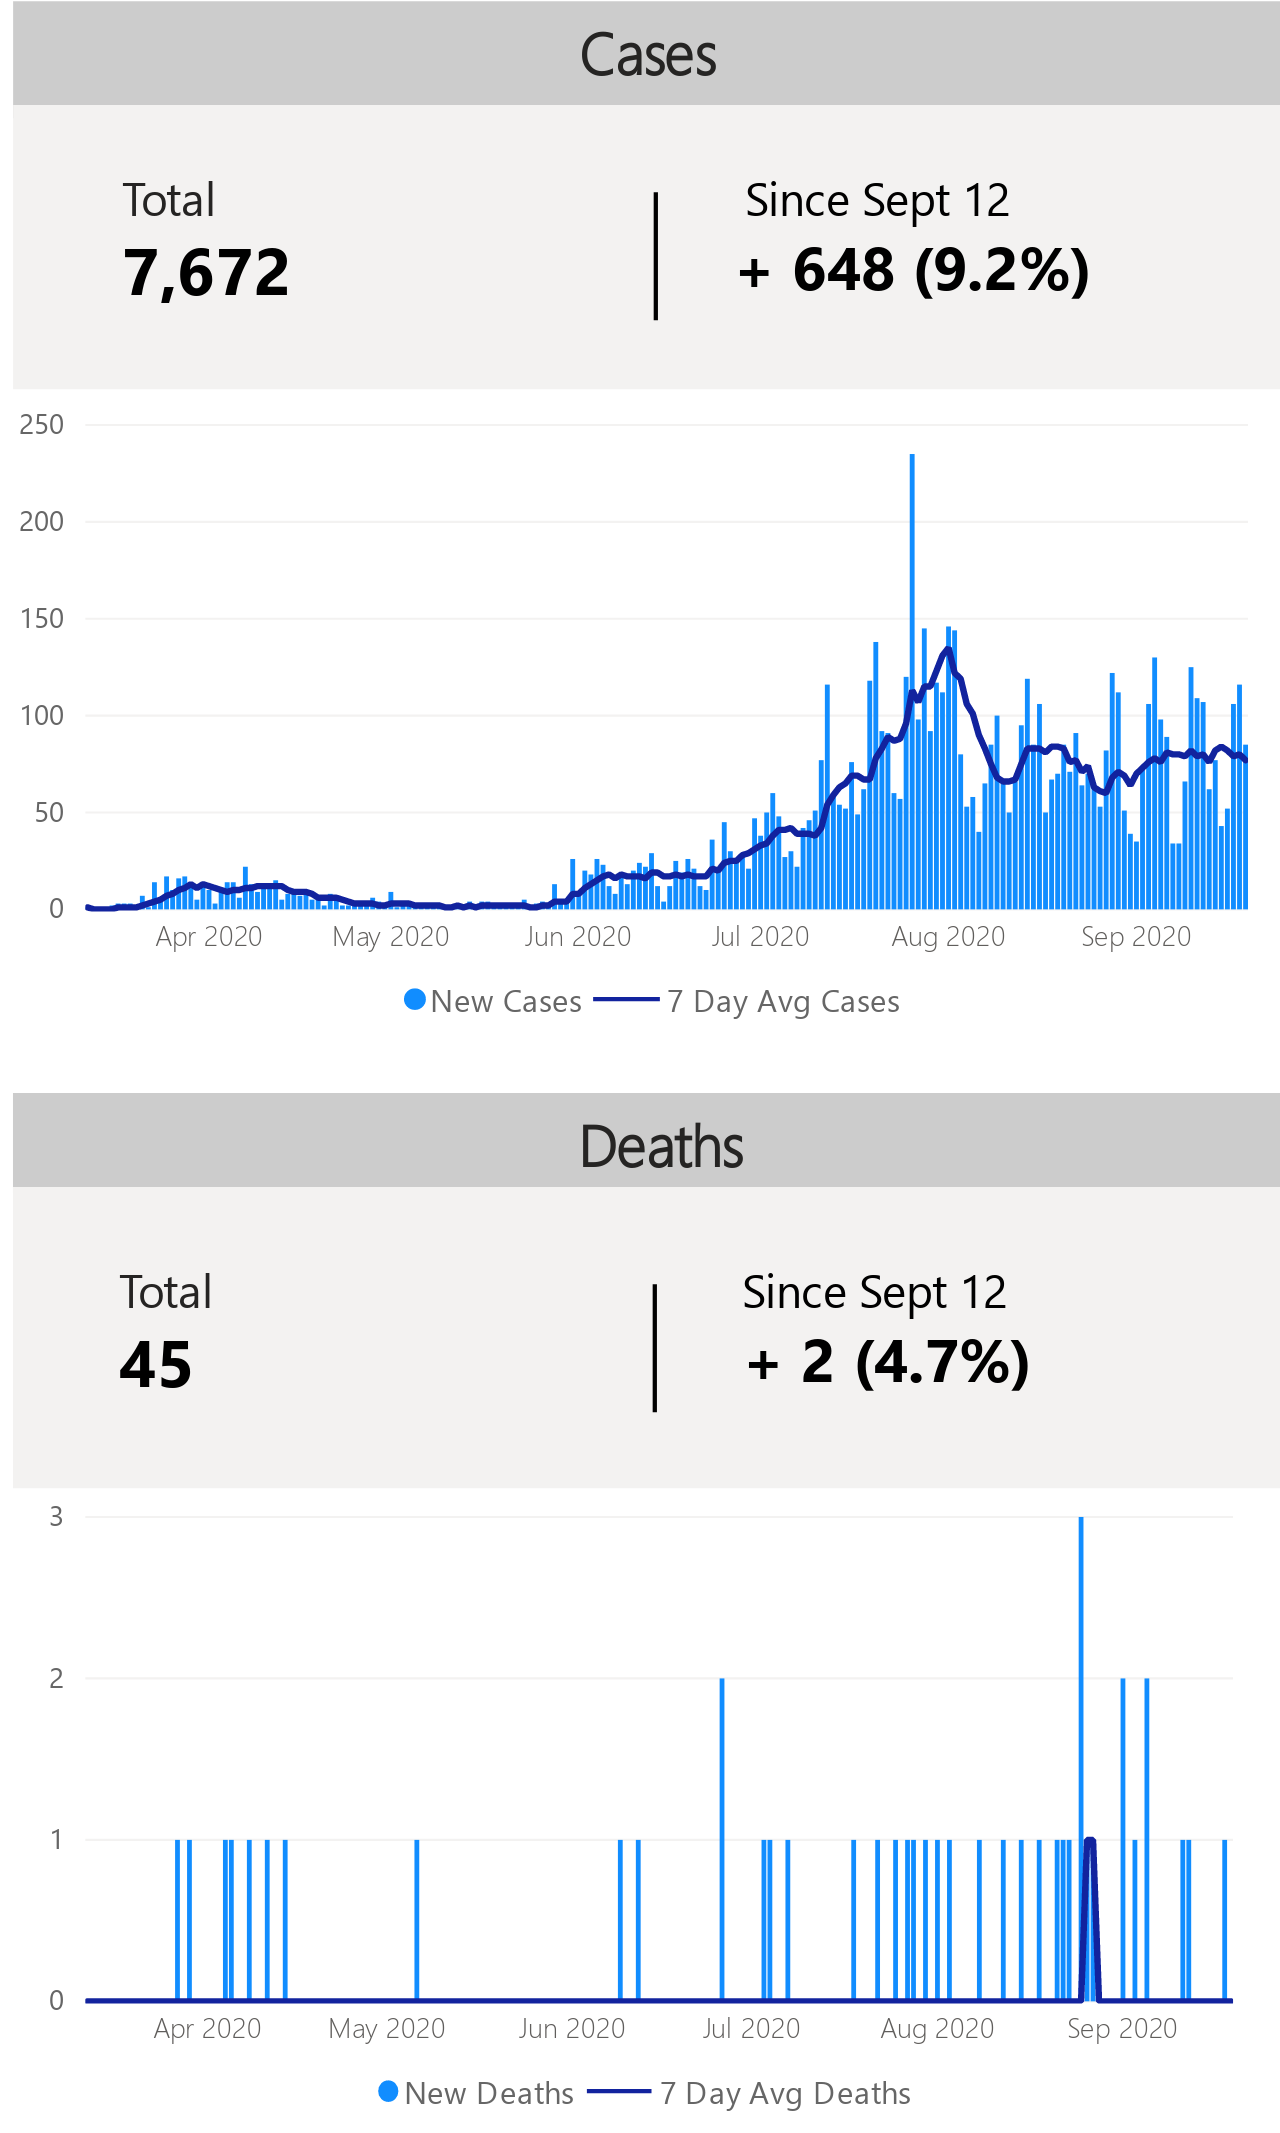 Cases
Total
Since Sept 12
7,672
+ 648 (9.2%)
250
200
150
100
50
0
Apr 2020 May 2020 Jun 2020 Jul 2020 Aug 2020 Sep 2020
New Cases 7 Day Avg Cases
Deaths
Total
Since Sept 12
45
+ 2 (4.7%)
3
2
1
0
Apr 2020 May 2020 Jun 2020 Jul 2020 Aug 2020 Sep 2020
New Deaths 7 Day Avg Deaths